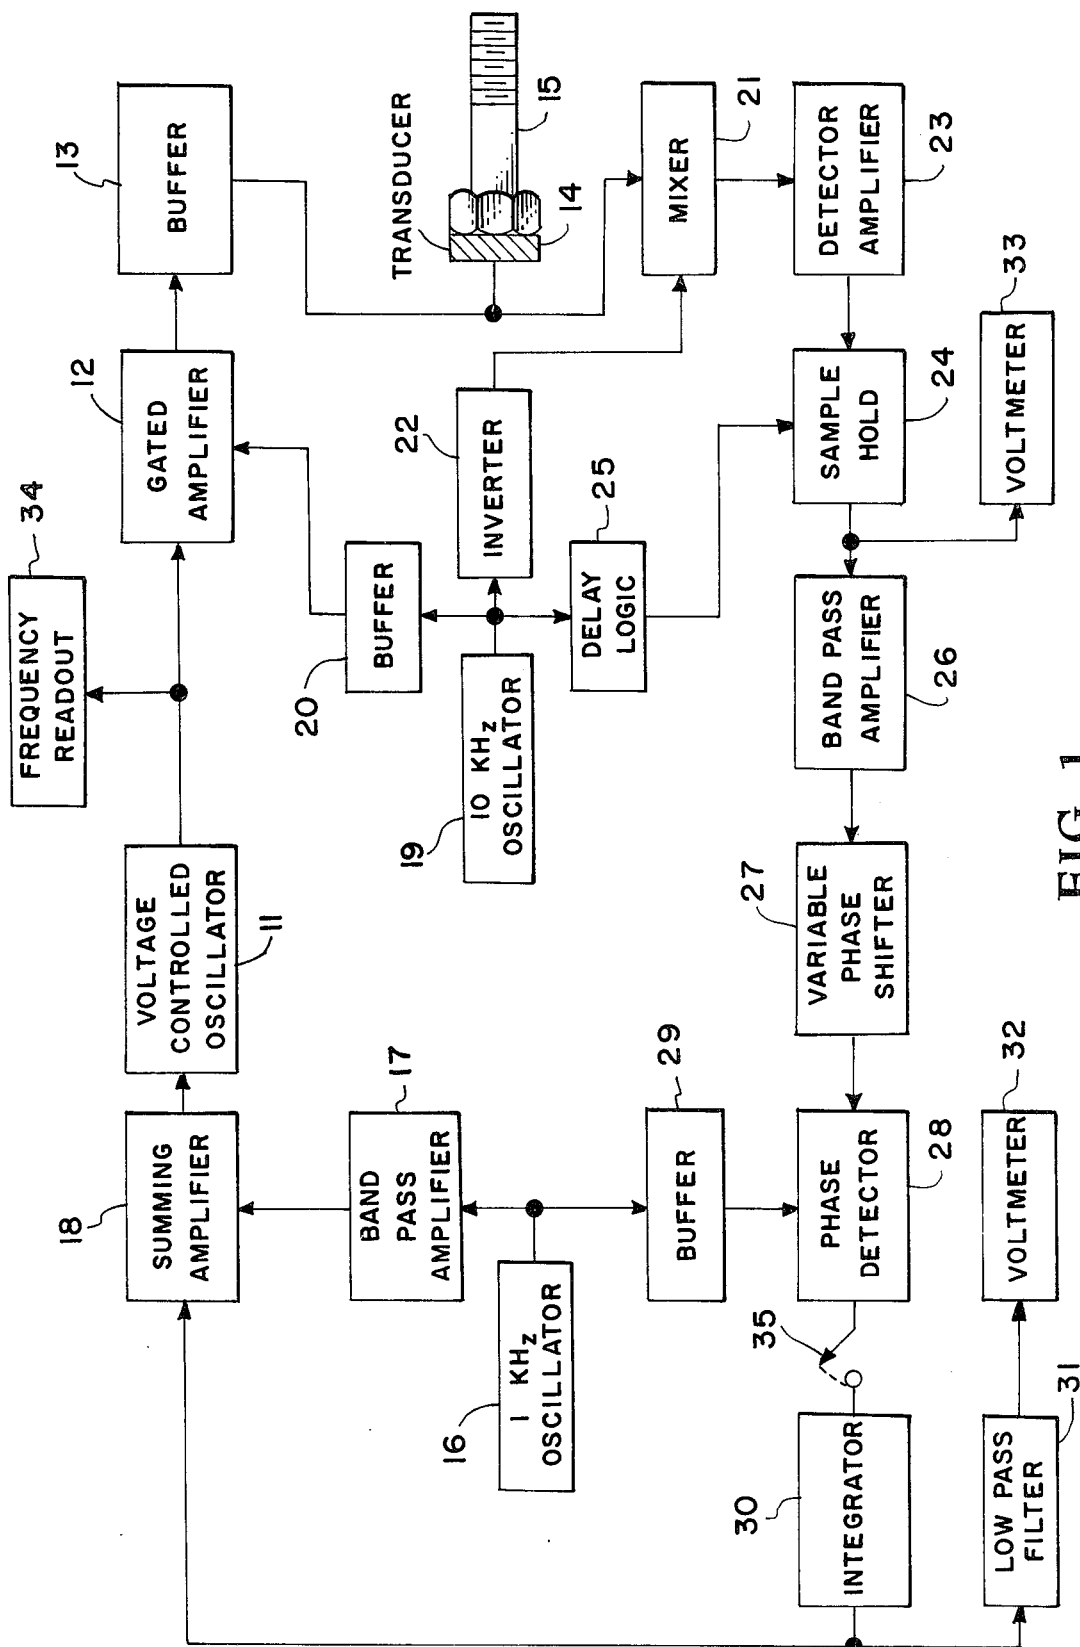 FREQUENCY
READOUT
34
SUMMING
AMPLIFIER
18
VOLTAGE
CONTROLLED
OSCILLATOR
11
GATED
AMPLIFIER
12
BUFFER
13
BAND
PASS
AMPLIFIER
17
BUFFER
20
TRANSDUCER
14
15
1 KHz
OSCILLATOR
16
10 KHz
OSCILLATOR
19
INVERTER
22
BUFFER
29
DELAY
LOGIC
25
MIXER
21
INTEGRATOR
30
35
PHASE
DETECTOR
28
VARIABLE
PHASE
SHIFTER
27
BAND PASS
AMPLIFIER
26
SAMPLE
HOLD
24
DETECTOR
AMPLIFIER
23
LOW PASS
FILTER
31
VOLTMETER
32
VOLTMETER
33
FIG. 1